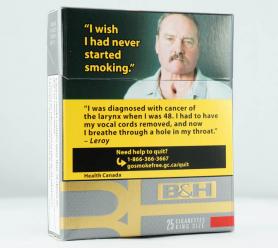 "I wish
I had never
started
smoking."
"I was diagnosed with cancer of
the larynx when I was 48. I had to have
my vocal cords removed, and now
I breathe through a hole in my throat."
– Leroy
Need help to quit?
1-866-366-3667
gosmokefree.gc.ca/quit
Health Canada
B&H
25 CIGARETTES
KING SIZE